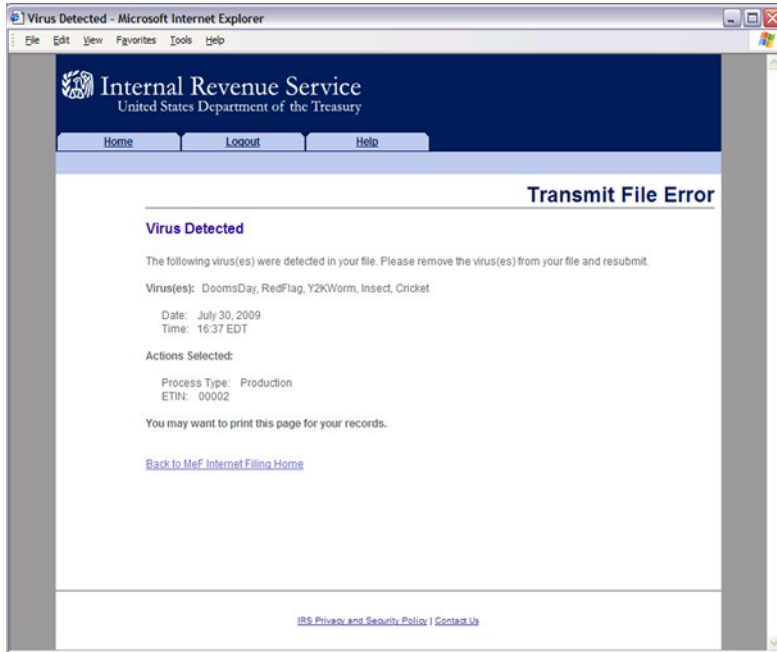 Virus Detected - Microsoft Internet Explorer
File Edit View Favorites Tools Help
Internal Revenue Service
United States Department of the Treasury
Home Logout Help
Transmit File Error
Virus Detected
The following virus(es) were detected in your file. Please remove the virus(es) from your file and resubmit.
Virus(es): DoomsDay, RedFlag, Y2KWorm, Insect, Cricket
Date: July 30, 2009
Time: 16:37 EDT
Actions Selected:
Process Type: Production
ETIN: 00002
You may want to print this page for your records.
Back to MeF Internet Filing Home
IRS Privacy and Security Policy | Contact Us